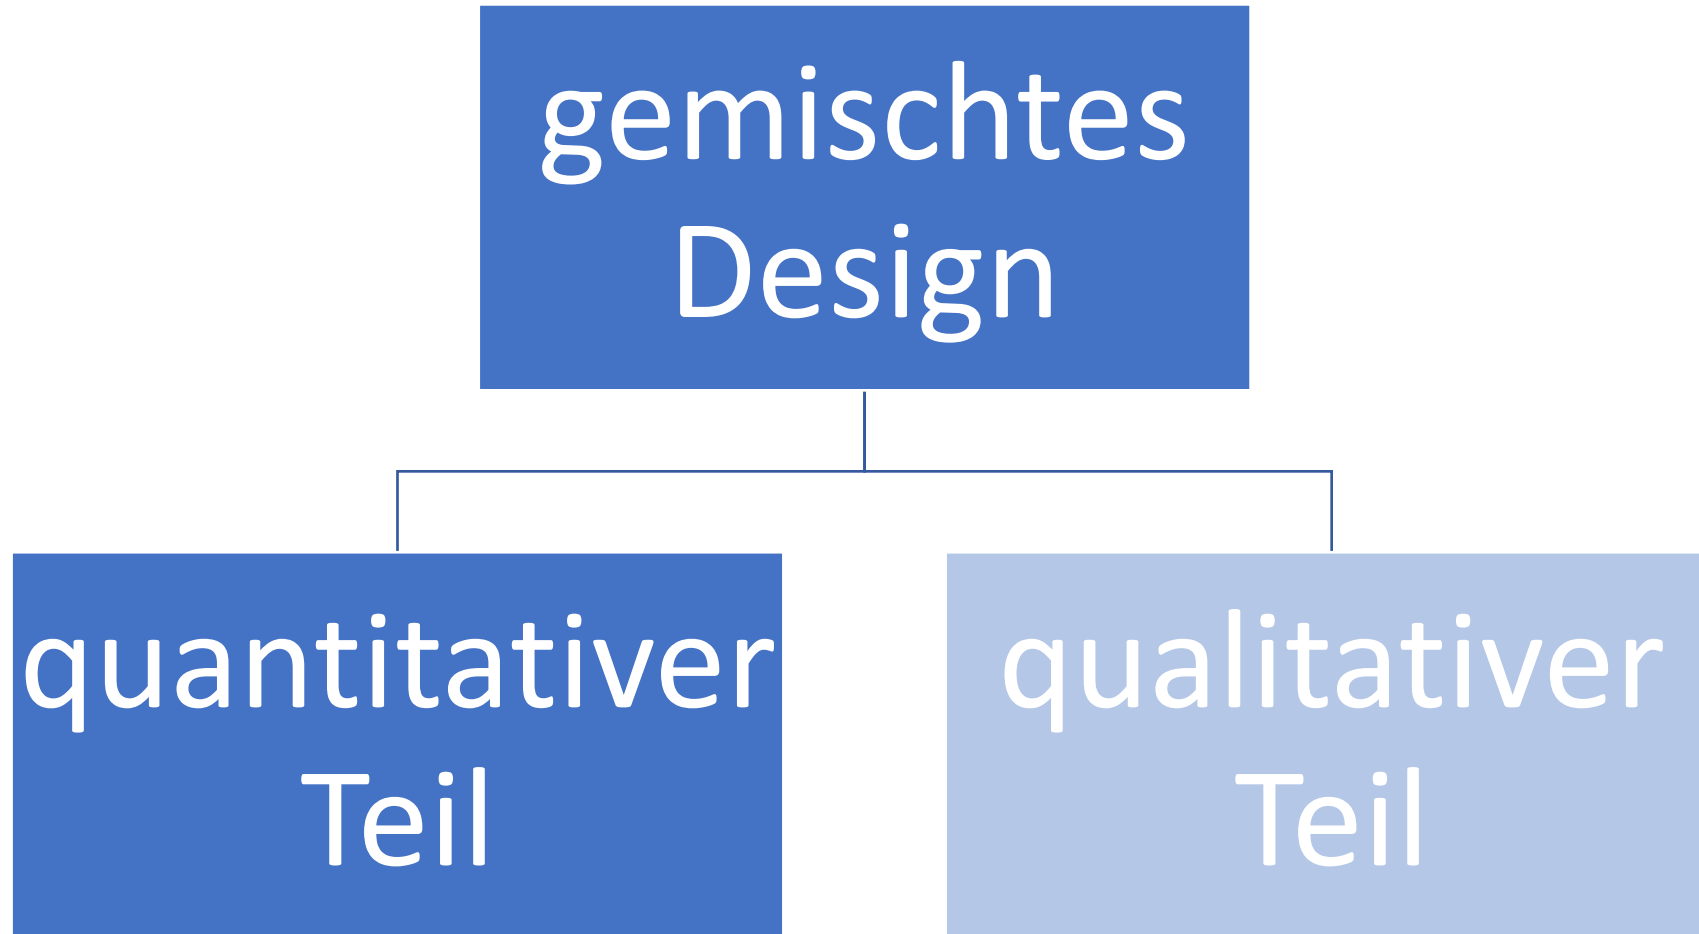 gemischtes
Design
quantitativer
Teil
qualitativer
Teil